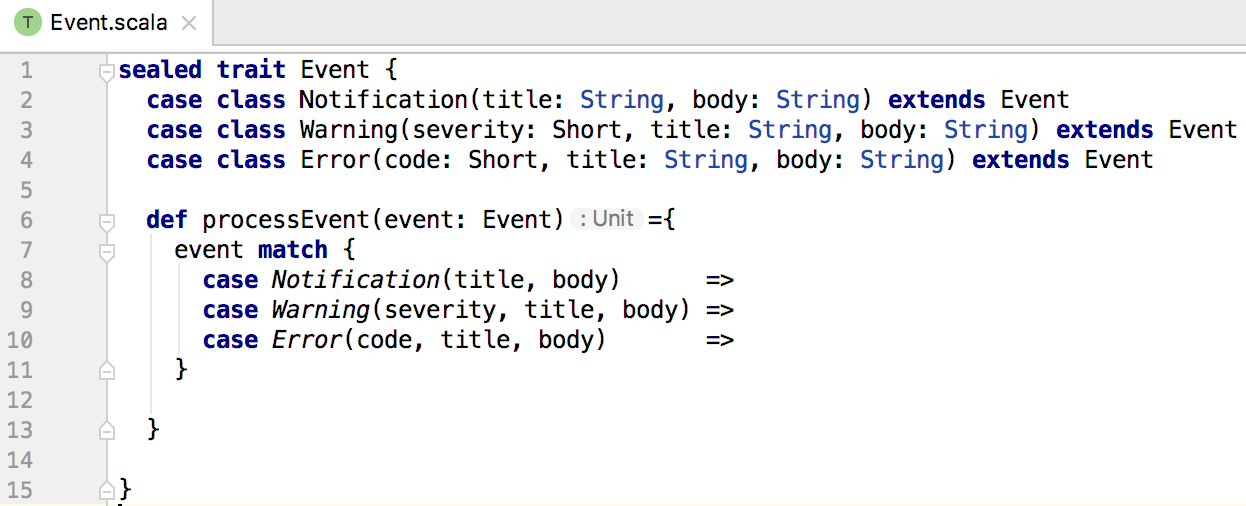 Event.scala
1 sealed trait Event {
2   case class Notification(title: String, body: String) extends Event
3   case class Warning(severity: Short, title: String, body: String) extends Event
4   case class Error(code: Short, title: String, body: String) extends Event
5
6   def processEvent(event: Event) : Unit ={
7     event match {
8       case Notification(title, body)      =>
9       case Warning(severity, title, body) =>
10       case Error(code, title, body)       =>
11     }
12
13   }
14
15 }